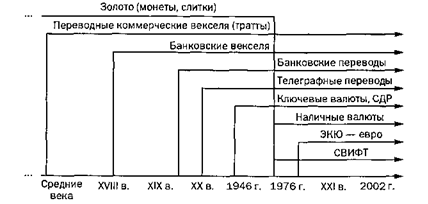 Золото (монеты, слитки)
...
Переводные коммерческие векселя (тратты)
Банковские векселя
Банковские переводы
Телеграфные переводы
Ключевые валюты, СДР
Наличные валюты
ЭКЮ — евро
СВИФТ
...
Средние века XVIII в. XIX в. XX в. 1946 г. 1976 г. XXI в. 2002 г.